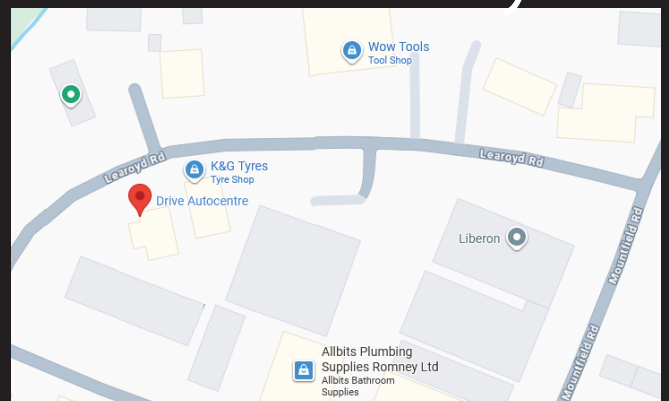 Wow Tools
Tool Shop
Learoyd Rd
Learoyd Rd
K&G Tyres
Tyre Shop
Drive Autocentre
Liberon
Mountfield Rd
Mountfield Rd
Allbits Plumbing
Supplies Romney Ltd
Allbits Bathroom
Supplies